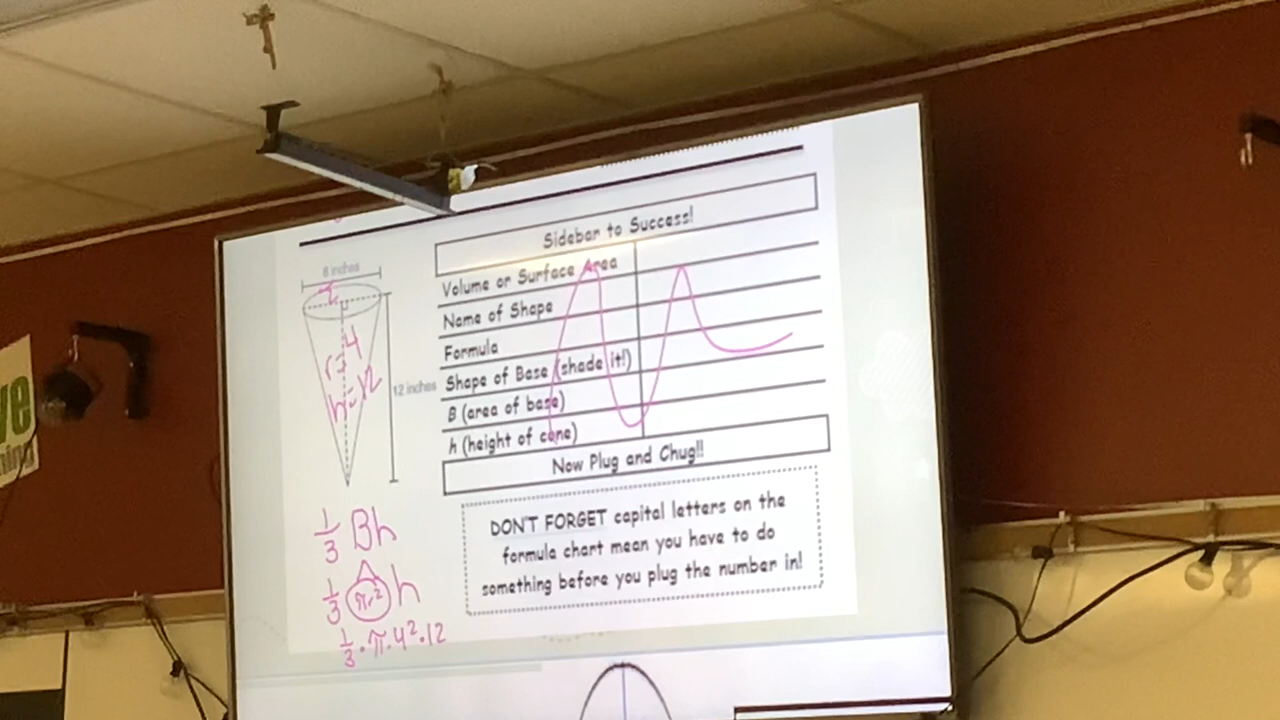 Sidebar to Success!
8 inches
Volume or Surface Area
Name of Shape
Formula
r=4
h=12
12 inches
Shape of Base (shade it!)
B (area of base)
h (height of cone)
Now Plug and Chug!!
DON'T FORGET capital letters on the
formula chart mean you have to do
something before you plug the number in!
1/3 Bh
1/3 πr² h
1/3 · π · 4² · 12
ve